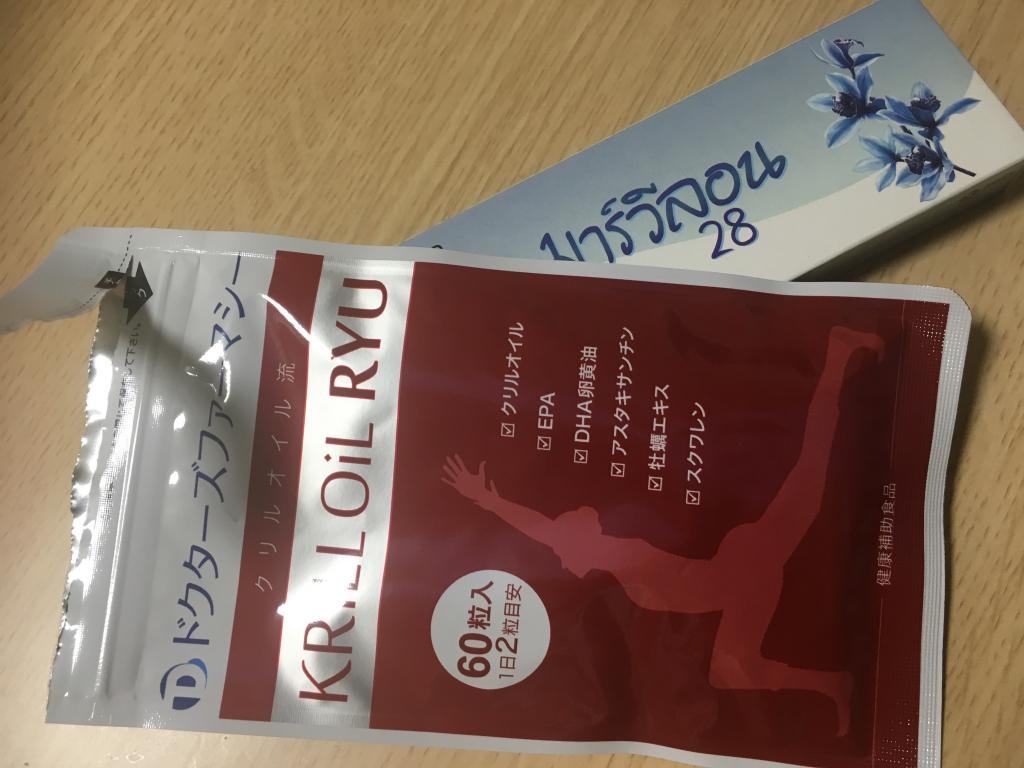 ドクターズファーマシー
クリルオイル流
KRiLL OiL RYU
60粒入
1日2粒目安
☑クリルオイル
☑EPA
☑DHA卵黄油
☑アスタキサンチン
☑牡蠣エキス
☑スクワレン
健康補助食品
มาร์วีลอน
28